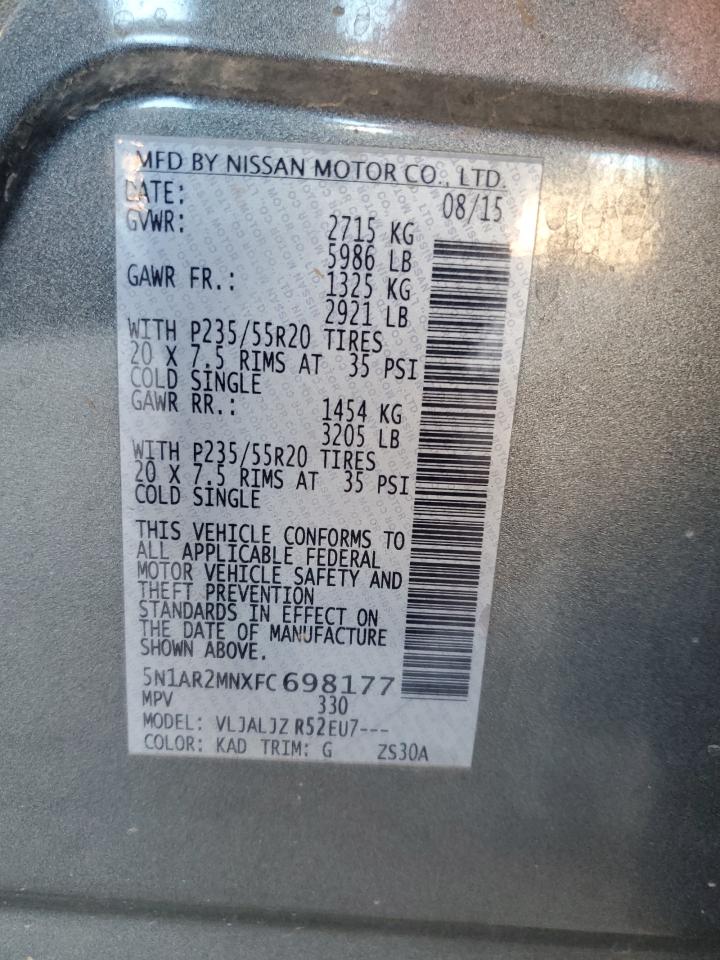 MFD BY NISSAN MOTOR CO., LTD.
DATE: 08/15
GVWR: 2715 KG
5986 LB
GAWR FR.: 1325 KG
2921 LB
WITH P235/55R20 TIRES
20 X 7.5 RIMS AT 35 PSI
COLD SINGLE
GAWR RR.: 1454 KG
3205 LB
WITH P235/55R20 TIRES
20 X 7.5 RIMS AT 35 PSI
COLD SINGLE
THIS VEHICLE CONFORMS TO
ALL APPLICABLE FEDERAL
MOTOR VEHICLE SAFETY AND
THEFT PREVENTION
STANDARDS IN EFFECT ON
THE DATE OF MANUFACTURE
SHOWN ABOVE.
5N1AR2MNXFC698177
MPV 330
MODEL: VLJALJZ R52EU7---
COLOR: KAD TRIM: G ZS30A